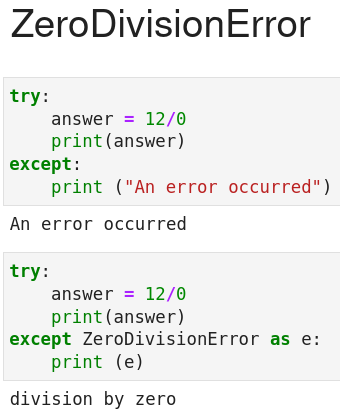 ZeroDivisionError
try:
    answer = 12/0
    print(answer)
except:
    print ("An error occurred")
An error occurred
try:
    answer = 12/0
    print(answer)
except ZeroDivisionError as e:
    print (e)
division by zero